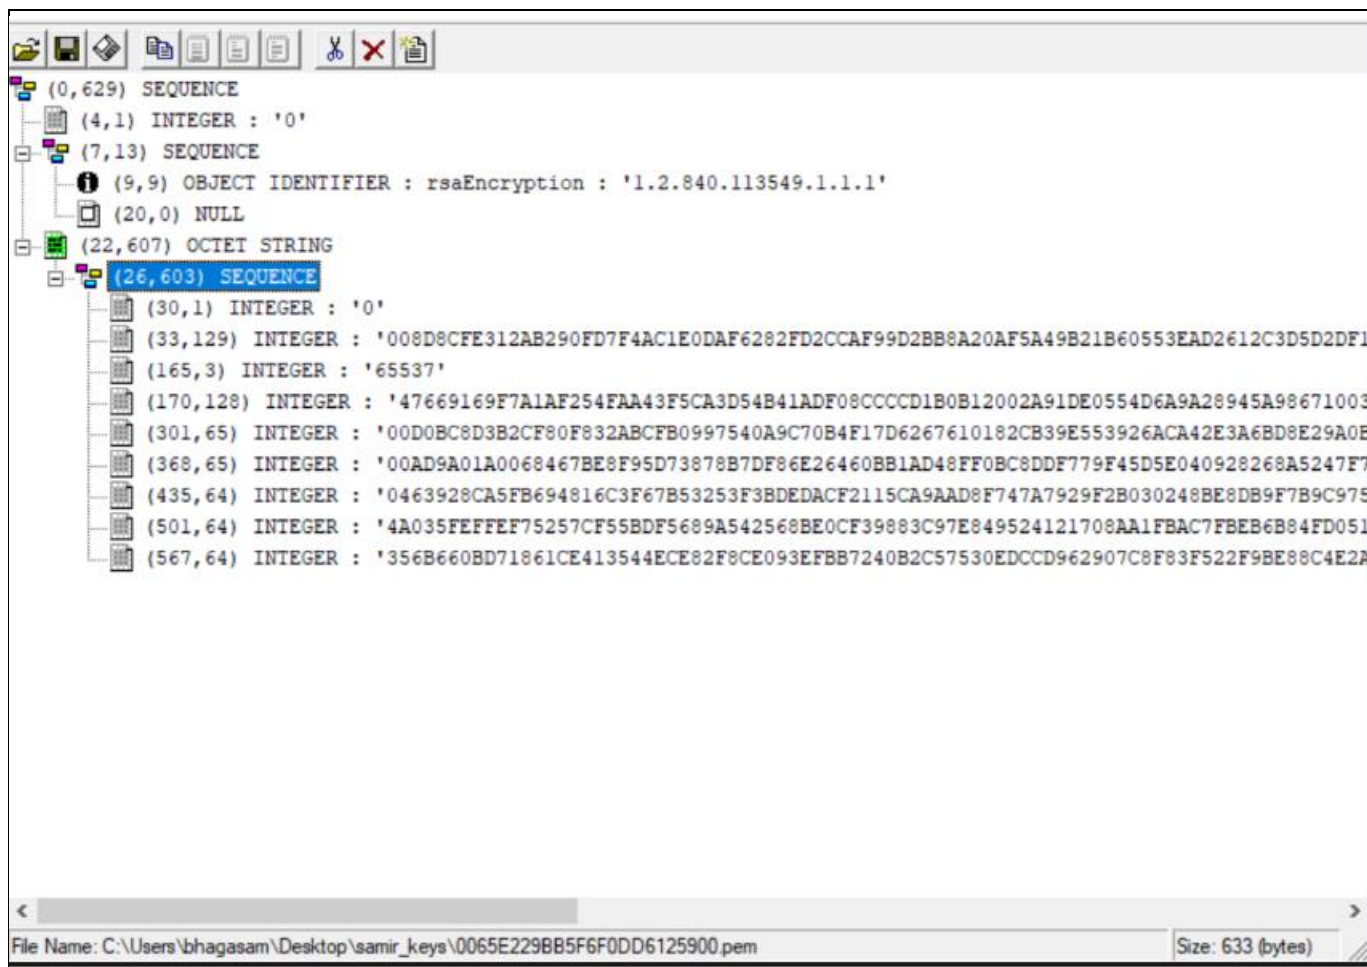 (0,629) SEQUENCE
(4,1) INTEGER : '0'
(7,13) SEQUENCE
(9,9) OBJECT IDENTIFIER : rsaEncryption : '1.2.840.113549.1.1.1'
(20,0) NULL
(22,607) OCTET STRING
(26,603) SEQUENCE
(30,1) INTEGER : '0'
(33,129) INTEGER : '008D8CFE312AB290FD7F4AC1E0DAF6282FD2CCAF99D2BB8A20AF5A49B21B60553EAD2612C3D5D2DF1
(165,3) INTEGER : '65537'
(170,128) INTEGER : '47669169F7A1AF254FAA43F5CA3D54B41ADF08CCCCD1B0B12002A91DE0554D6A9A28945A98671003
(301,65) INTEGER : '00D0BC8D3B2CF80F832ABCFB0997540A9C70B4F17D6267610182CB39E553926ACA42E3A6BD8E29A0B
(368,65) INTEGER : '00AD9A01A0068467BE8F95D73878B7DF86E26460BB1AD48FF0BC8DDF779F45D5E040928268A5247F7
(435,64) INTEGER : '0463928CA5FB694816C3F67B53253F3BDEDACF2115CA9AAD8F747A7929F2B030248BE8DB9F7B9C975
(501,64) INTEGER : '4A035FEFFEF75257CF55BDF5689A542568BE0CF39883C97E849524121708AA1FBAC7FBEB6B84FD051
(567,64) INTEGER : '356B660BD71861CE413544ECE82F8CE093EFBB7240B2C57530EDCCD962907C8F83F522F9BE88C4E2A
File Name: C:\Users\bhagasam\Desktop\samir_keys\0065E229BB5F6F0DD6125900.pem
Size: 633 (bytes)